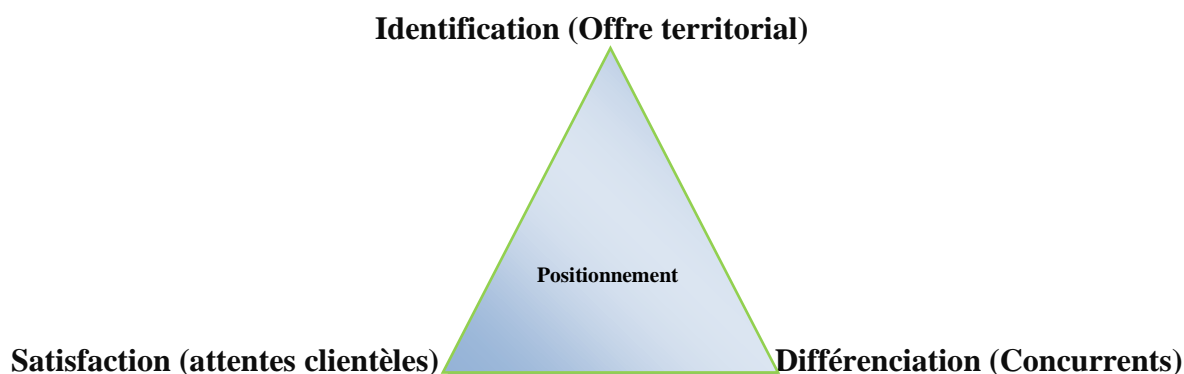 Identification (Offre territorial)
Positionnement
Satisfaction (attentes clientèles)
Différenciation (Concurrents)